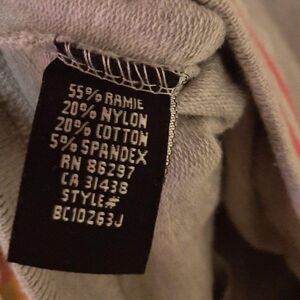 55% RAMIE
20% NYLON
20% COTTON
5% SPANDEX
RN 86297
CA 31438
STYLE#
BC10263J